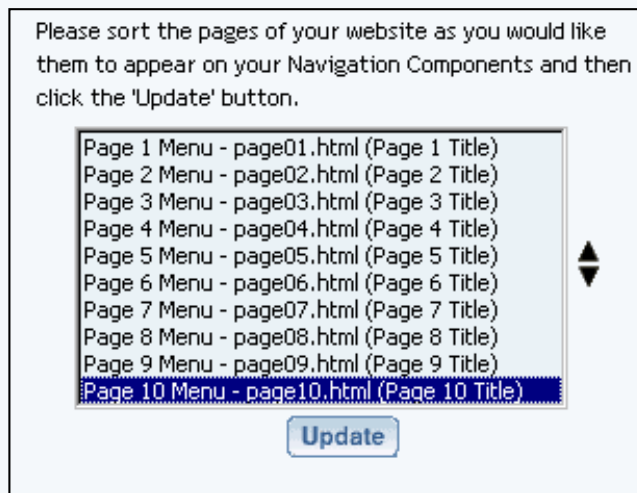 Please sort the pages of your website as you would like
them to appear on your Navigation Components and then
click the 'Update' button.
Page 1 Menu - page01.html (Page 1 Title)
Page 2 Menu - page02.html (Page 2 Title)
Page 3 Menu - page03.html (Page 3 Title)
Page 4 Menu - page04.html (Page 4 Title)
Page 5 Menu - page05.html (Page 5 Title)
Page 6 Menu - page06.html (Page 6 Title)
Page 7 Menu - page07.html (Page 7 Title)
Page 8 Menu - page08.html (Page 8 Title)
Page 9 Menu - page09.html (Page 9 Title)
Page 10 Menu - page10.html (Page 10 Title)
Update